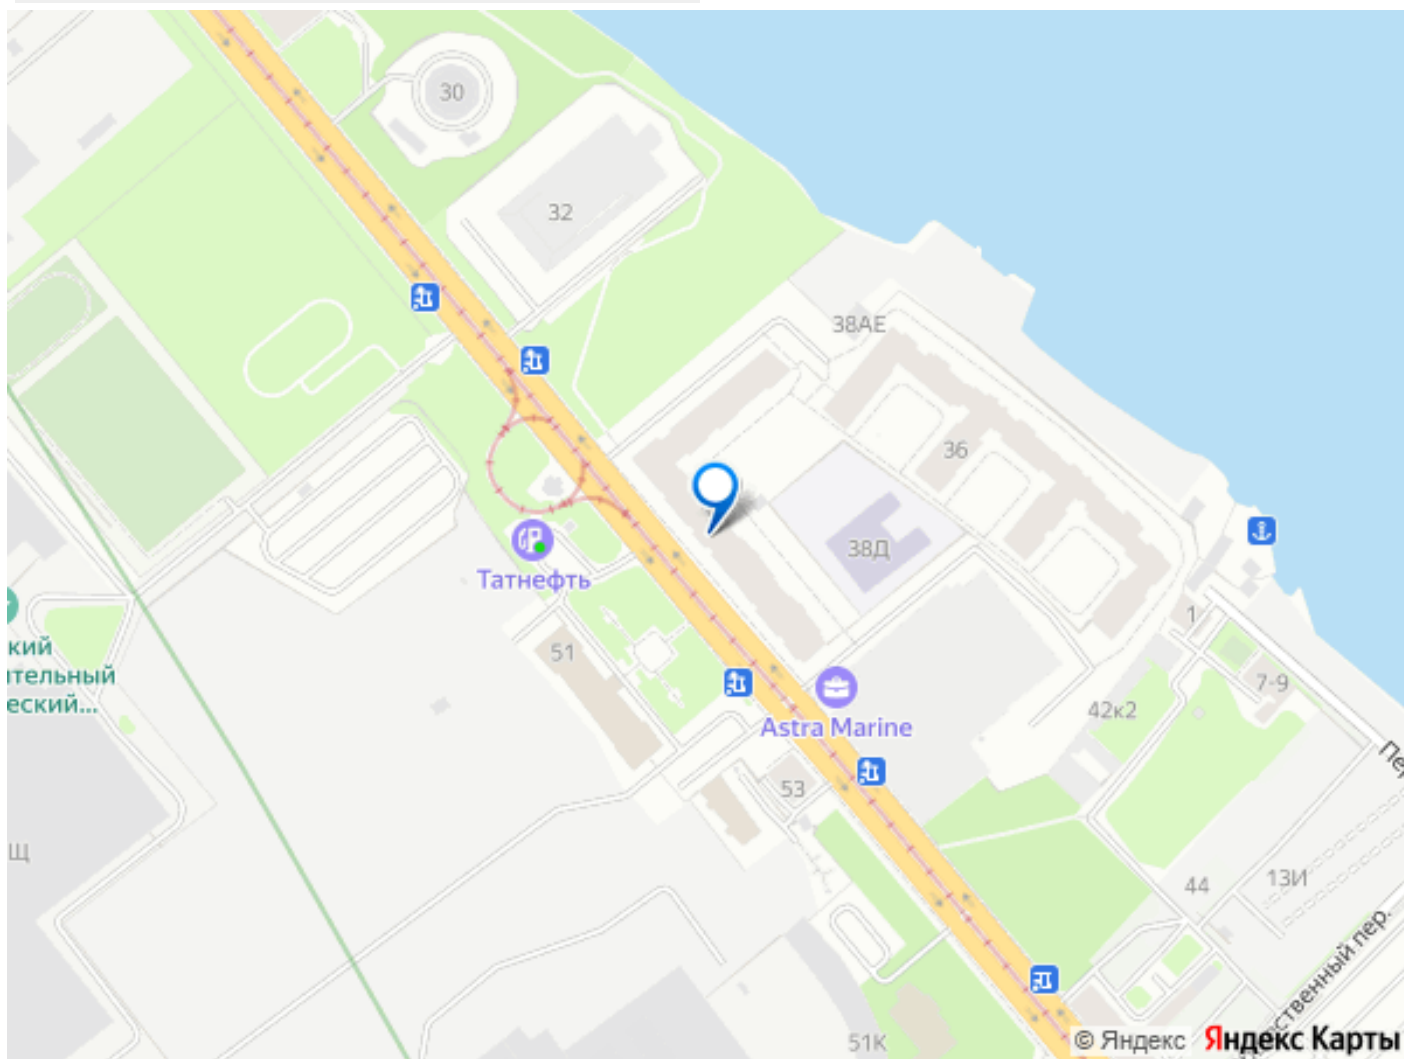 30
32
38АЕ
36
38Д
Татнефть
51
1
7-9
кий
ительный
еский...
42к2
Astra Marine
Пер
53
Щ
44
13И
ственный пер.
51К
© Яндекс Яндекс Карты